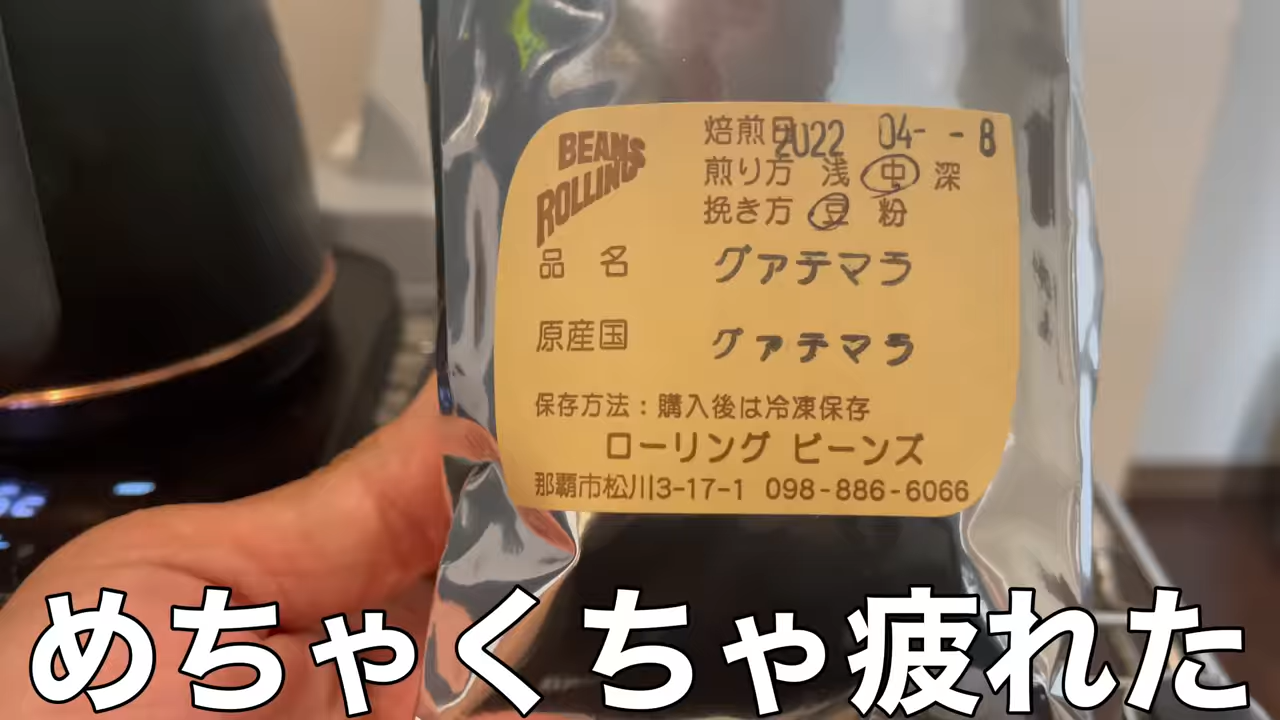 BEANS
ROLLING
焙煎日 2022 04- -8
煎り方 浅 中 深
挽き方 豆 粉
品 名 グァテマラ
原産国 グァテマラ
保存方法：購入後は冷凍保存
ローリング ビーンズ
那覇市松川3-17-1 098-886-6066
めちゃくちゃ疲れた